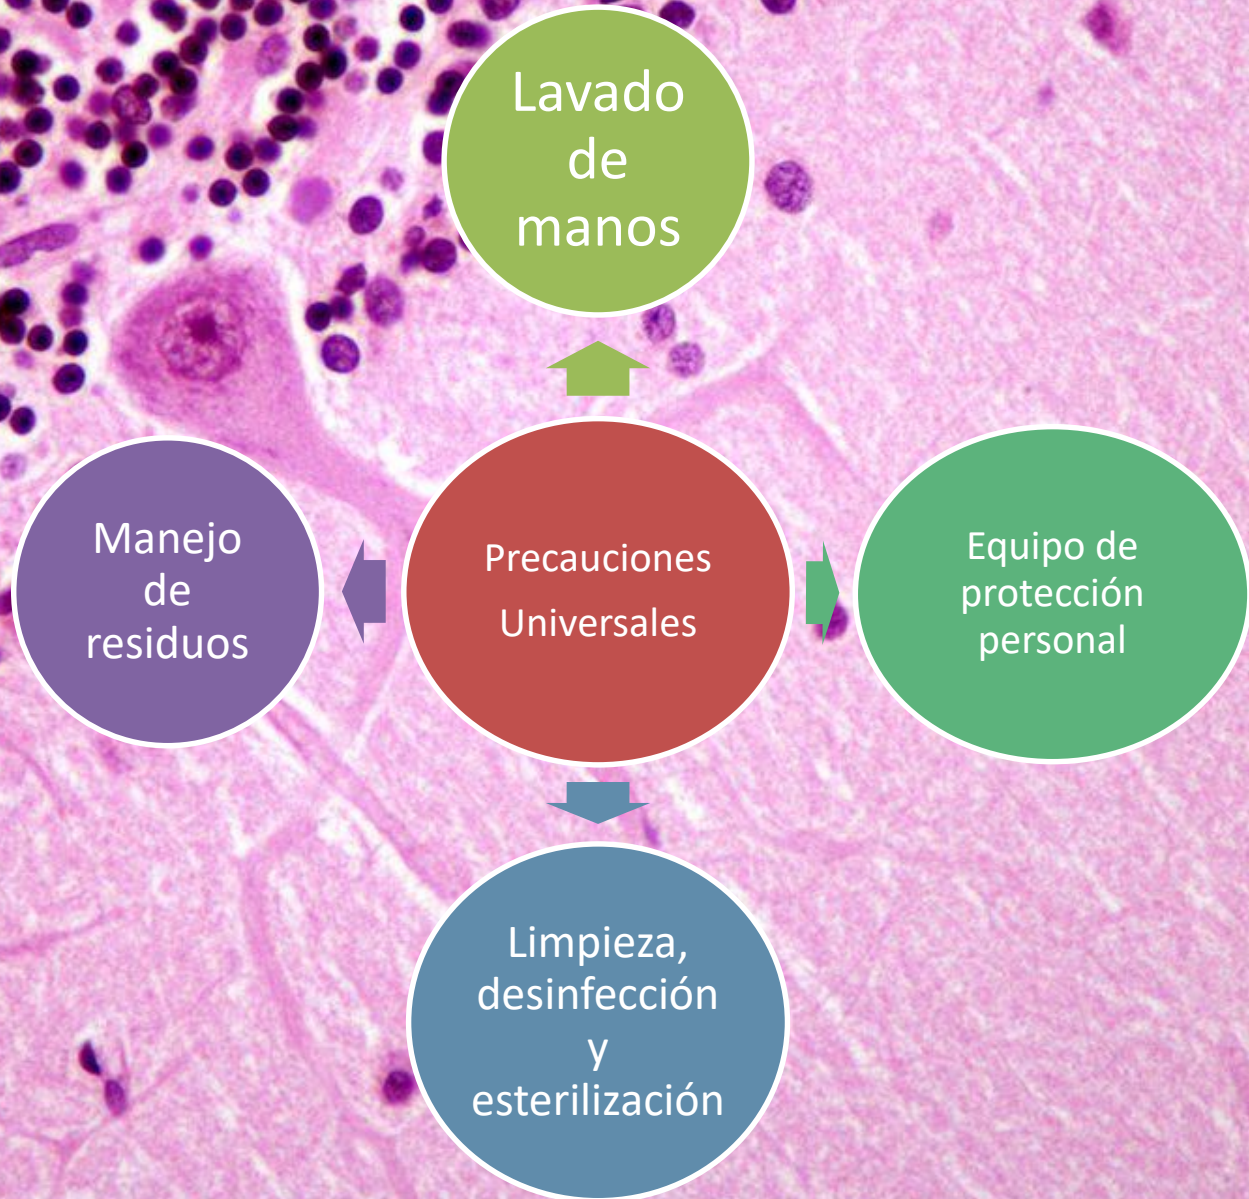 Lavado
de
manos
Manejo
de
residuos
Precauciones
Universales
Equipo de
protección
personal
Limpieza,
desinfección
y
esterilización